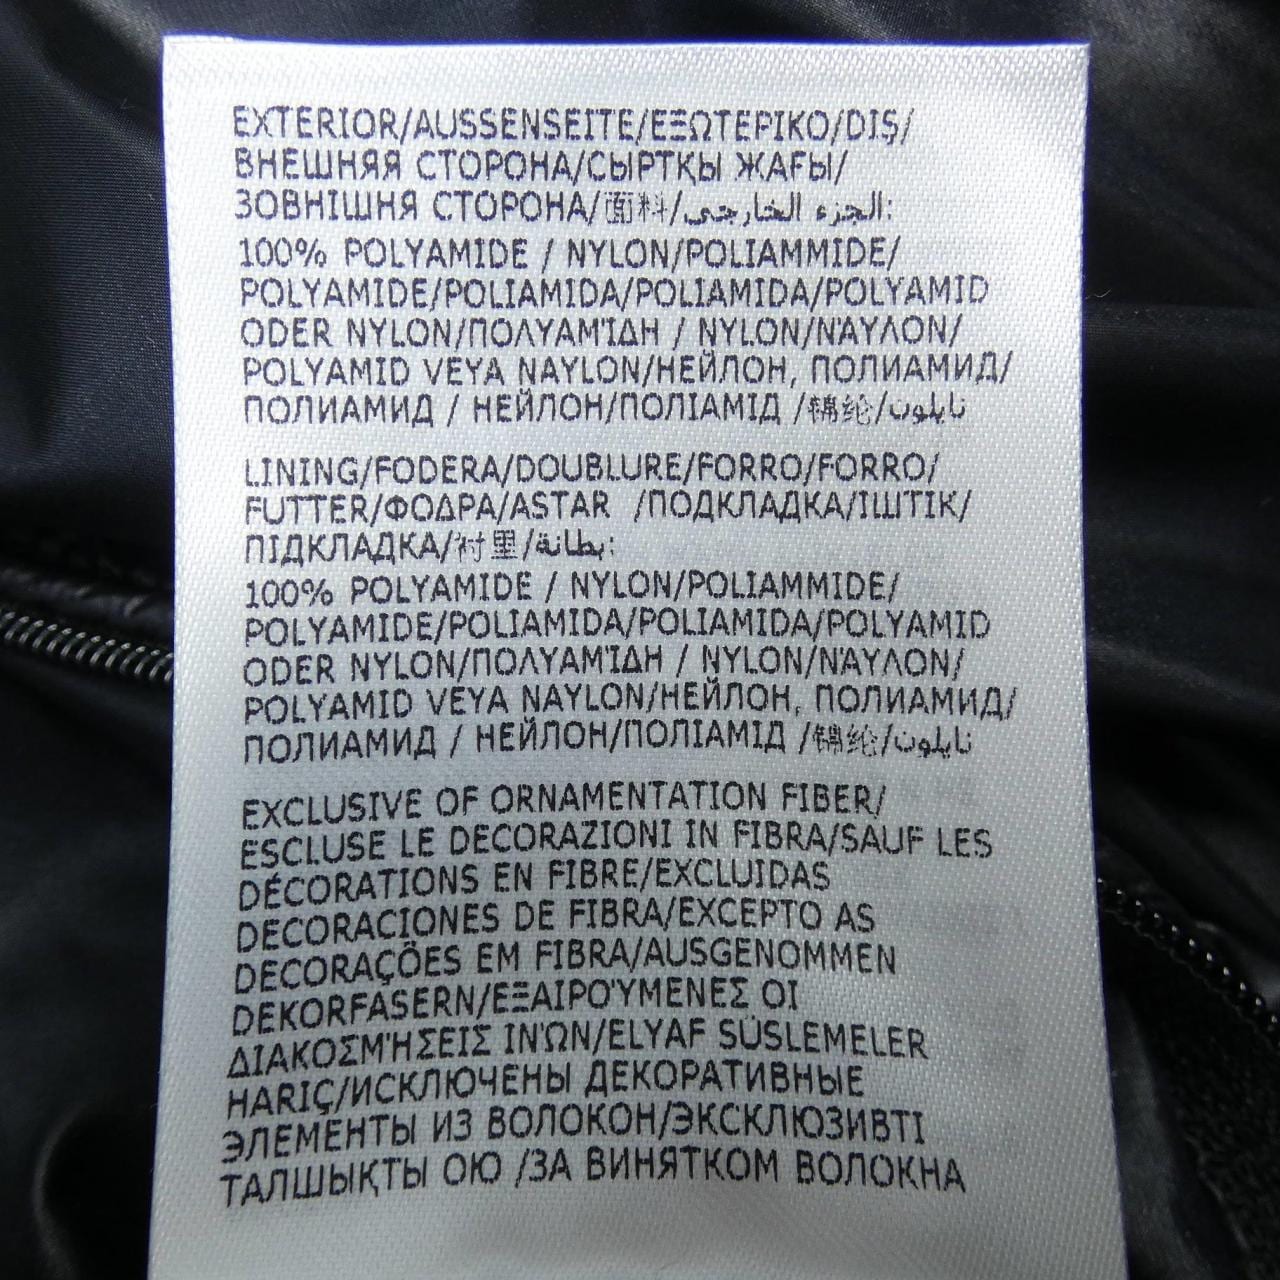 EXTERIOR/AUSSENSEITE/ΕΞΩΤΕΡΙΚΟ/DIŞ/
ВНЕШНЯЯ СТОРОНА/СЫРТҚЫ ЖАҒЫ/
ЗОВНІШНЯ СТОРОНА/面料/الجزء الخارجي:
100% POLYAMIDE / NYLON/POLIAMMIDE/
POLYAMIDE/POLIAMIDA/POLIAMIDA/POLYAMID
ODER NYLON/ΠΟΛΥΑΜΊΔΗ / NYLON/ΝΆΥΛΟΝ/
POLYAMID VEYA NAYLON/НЕЙЛОН, ПОЛИАМИД/
ПОЛИАМИД / НЕЙЛОН/ПОЛІАМІД /锦纶/نايلون
LINING/FODERA/DOUBLURE/FORRO/FORRO/
FUTTER/ΦΟΔΡΑ/ASTAR /ПОДКЛАДКА/ІШТІК/
ПІДКЛАДКА/衬里/بطانة:
100% POLYAMIDE / NYLON/POLIAMMIDE/
POLYAMIDE/POLIAMIDA/POLIAMIDA/POLYAMID
ODER NYLON/ΠΟΛΥΑΜΊΔΗ / NYLON/ΝΆΥΛΟΝ/
POLYAMID VEYA NAYLON/НЕЙЛОН, ПОЛИАМИД/
ПОЛИАМИД / НЕЙЛОН/ПОЛІАМІД /锦纶/نايلون
EXCLUSIVE OF ORNAMENTATION FIBER/
ESCLUSE LE DECORAZIONI IN FIBRA/SAUF LES
DÉCORATIONS EN FIBRE/EXCLUIDAS
DECORACIONES DE FIBRA/EXCEPTO AS
DECORAÇÕES EM FIBRA/AUSGENOMMEN
DEKORFASERN/ΕΞΑΙΡΟΎΜΕΝΕΣ ΟΙ
ΔΙΑΚΟΣΜΉΣΕΙΣ ΙΝΏΝ/ELYAF SÜSLEMELER
HARIÇ/ИСКЛЮЧЕНЫ ДЕКОРАТИВНЫЕ
ЭЛЕМЕНТЫ ИЗ ВОЛОКОН/ЭКСКЛЮЗИВТІ
ТАЛШЫҚТЫ ОЮ /ЗА ВИНЯТКОМ ВОЛОКНА